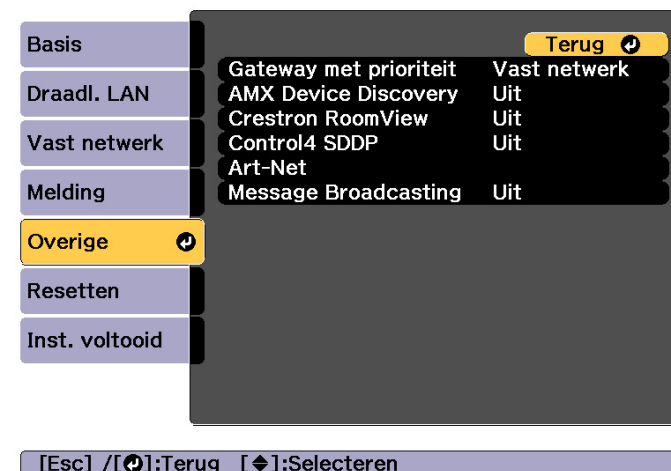 Basis
Draadl. LAN
Vast netwerk
Melding
Overige
Resetten
Inst. voltooid
Terug
Gateway met prioriteit Vast netwerk
AMX Device Discovery Uit
Crestron RoomView Uit
Control4 SDDP Uit
Art-Net
Message Broadcasting Uit
[Esc] /[⏎]:Terug [◆]:Selecteren